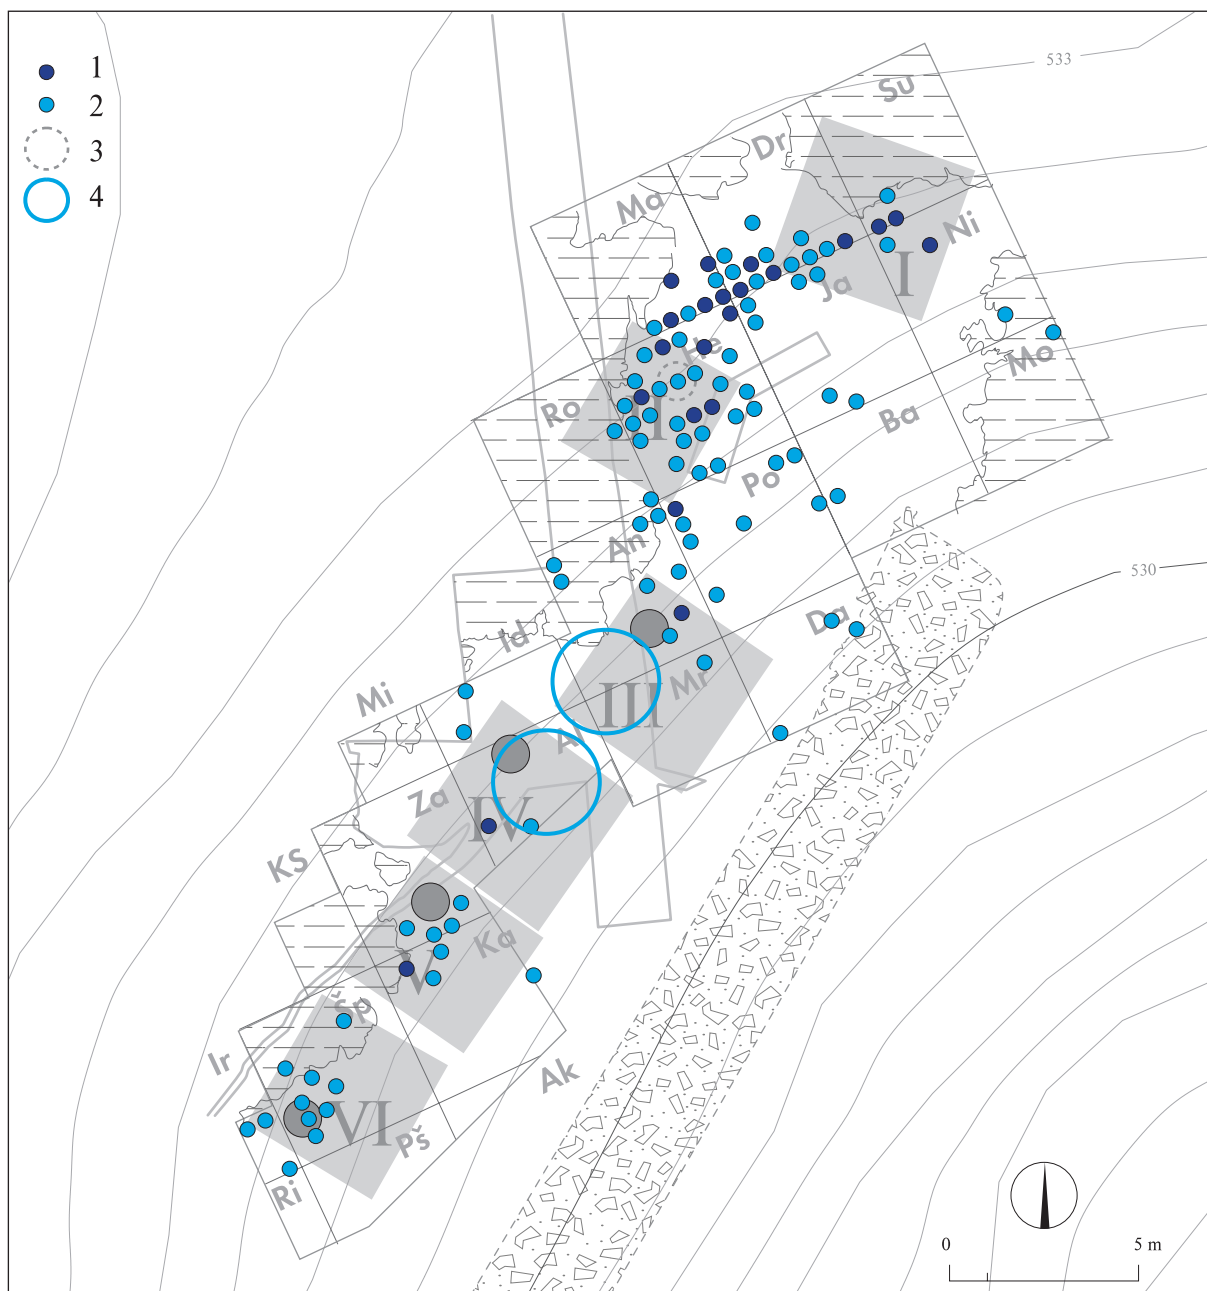 1
2
3
4
533
Su
Dr
Ma
Ni
I
Ja
He
Mo
Ro
II
Ba
Po
An
530
Da
Id
Mr
III
Mi
Al
Za
IV
KS
Ka
V
Šp
Ir
Ak
VI
Pš
Ri
0
5 m